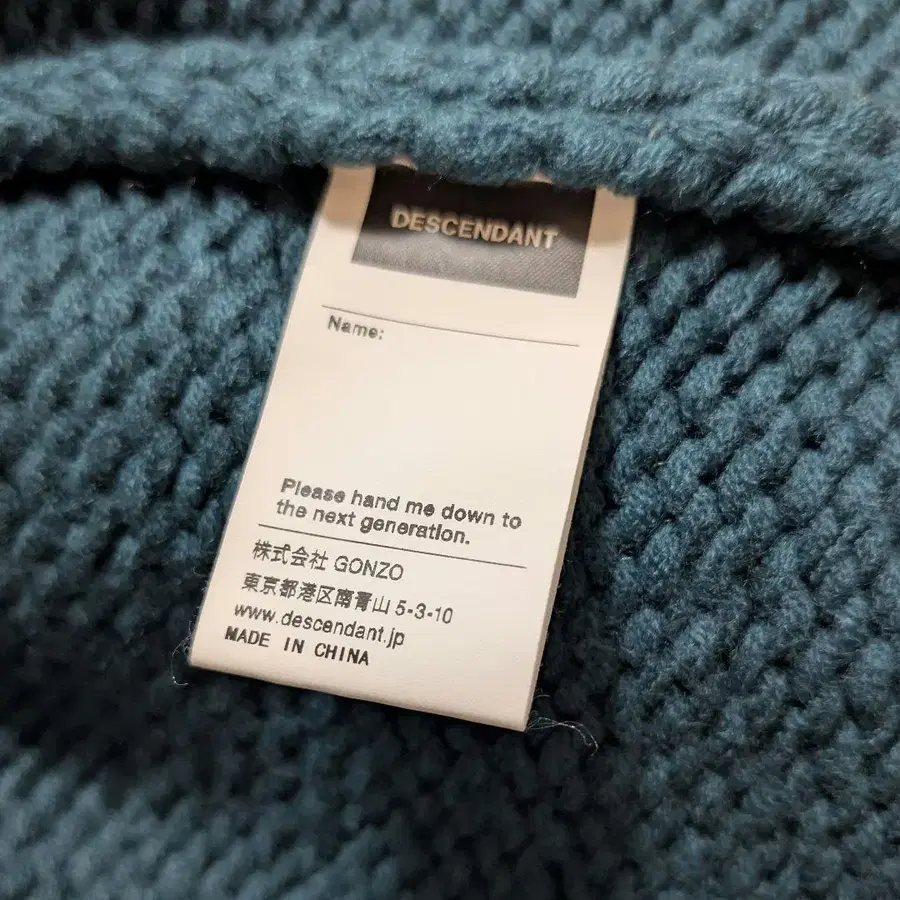 DESCENDANT
Name:
Please hand me down to
the next generation.
株式会社 GONZO
東京都港区南青山 5-3-10
www.descendant.jp
MADE IN CHINA